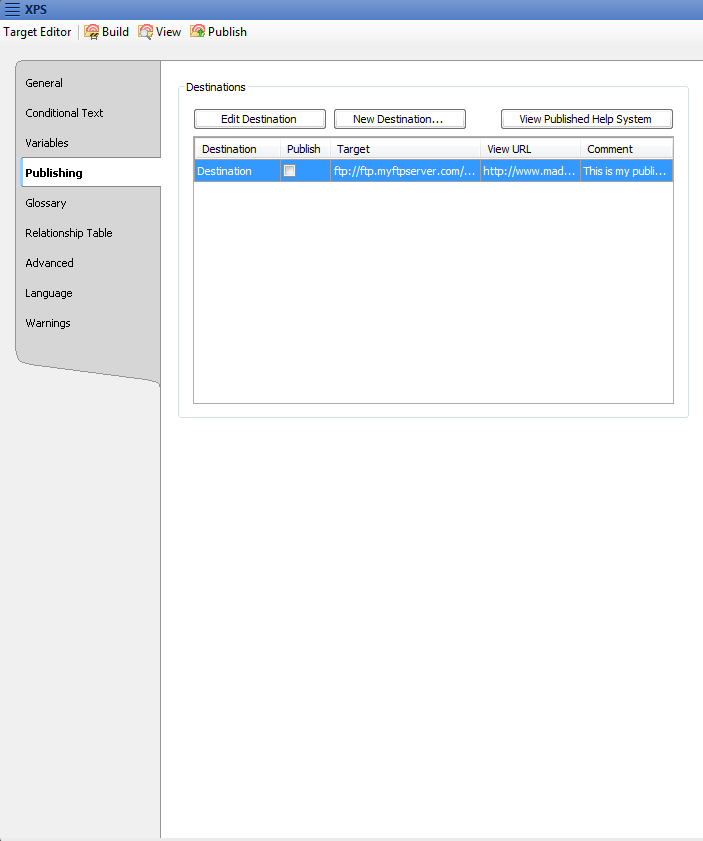 XPS
Target Editor Build View Publish
General
Conditional Text
Variables
Publishing
Glossary
Relationship Table
Advanced
Language
Warnings
Destinations
Edit Destination New Destination... View Published Help System
Destination Publish Target View URL Comment
Destination ftp://ftp.myftpserver.com/... http://www.mad... This is my publi...